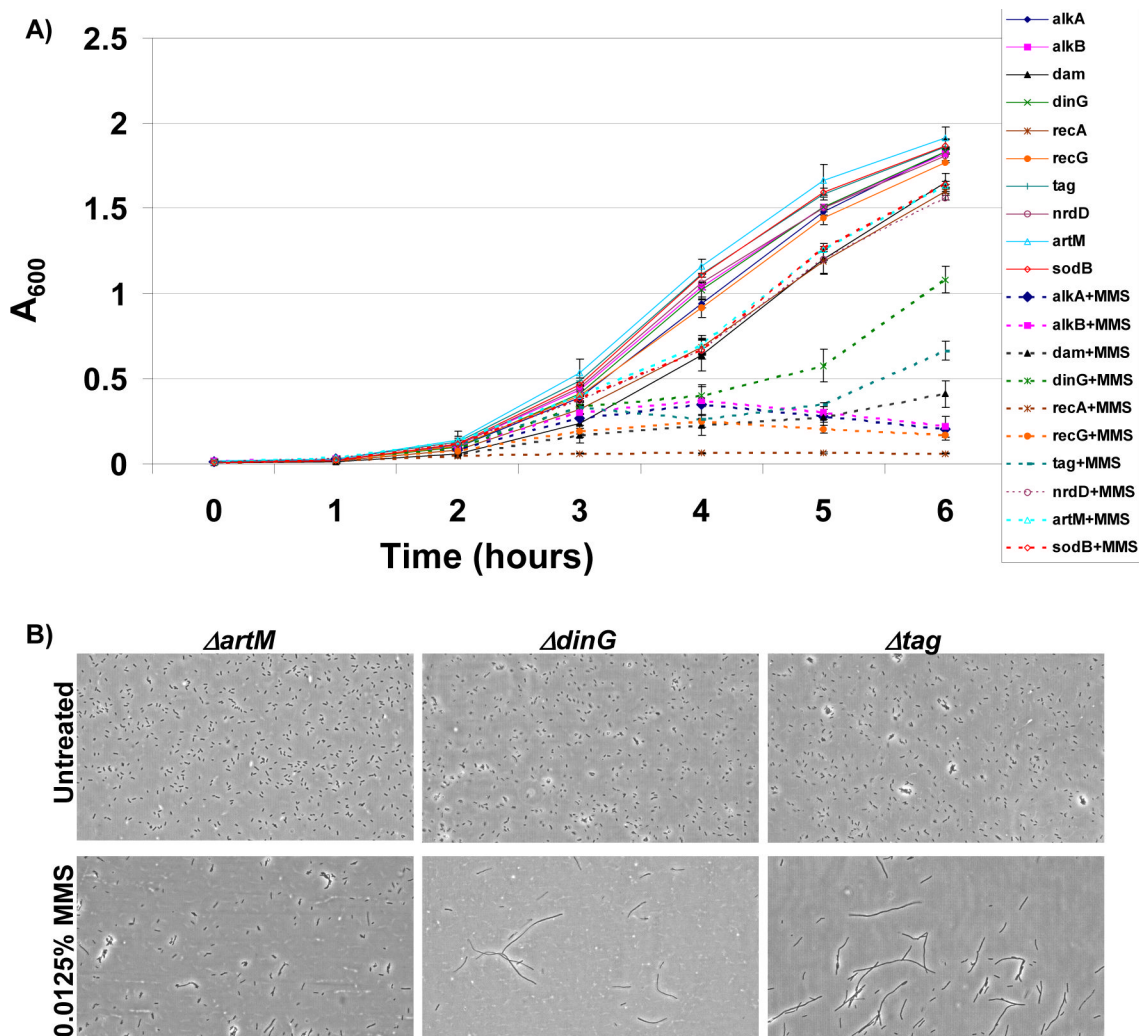 A)
2.5
2
1.5
1
0.5
0
A600
0 1 2 3 4 5 6
Time (hours)
alkA
alkB
dam
dinG
recA
recG
tag
nrdD
artM
sodB
alkA+MMS
alkB+MMS
dam+MMS
dinG+MMS
recA+MMS
recG+MMS
tag+MMS
nrdD+MMS
artM+MMS
sodB+MMS
B)
ΔartM ΔdinG Δtag
Untreated
0.0125% MMS